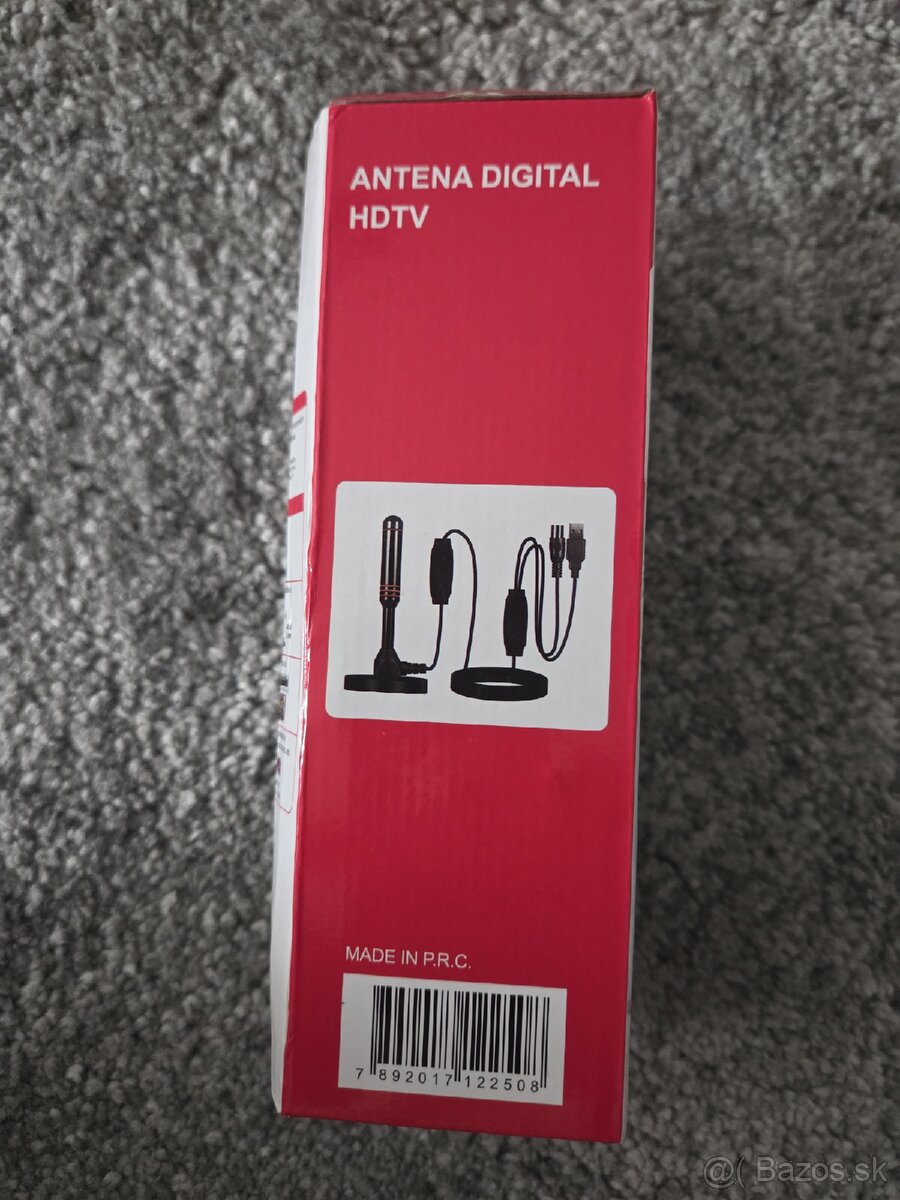 ANTENA DIGITAL
HDTV
MADE IN P.R.C.
7 892017 122508
@( Bazos.sk